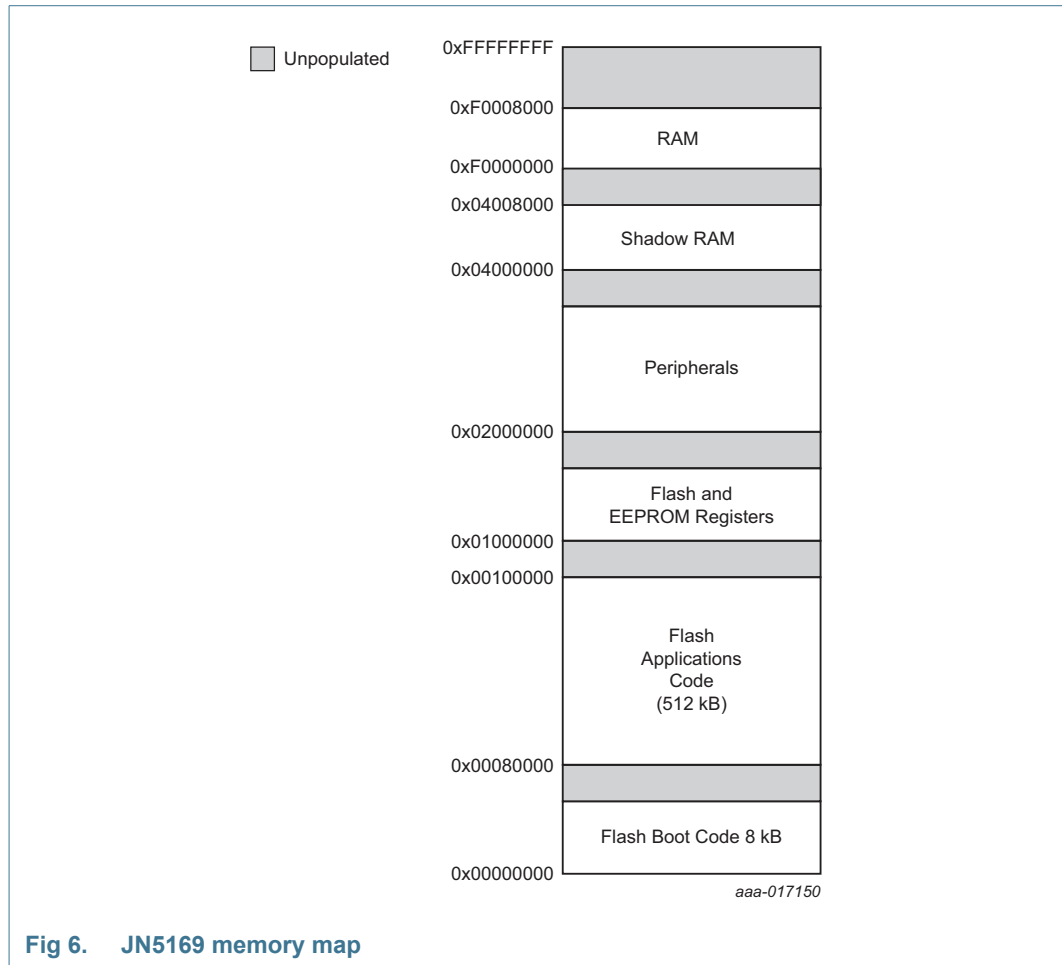 Unpopulated
0xFFFFFFFF
0xF0008000
RAM
0xF0000000
0x04008000
Shadow RAM
0x04000000
Peripherals
0x02000000
Flash and
EEPROM Registers
0x01000000
0x00100000
Flash
Applications
Code
(512 kB)
0x00080000
Flash Boot Code 8 kB
0x00000000
aaa-017150
Fig 6. JN5169 memory map